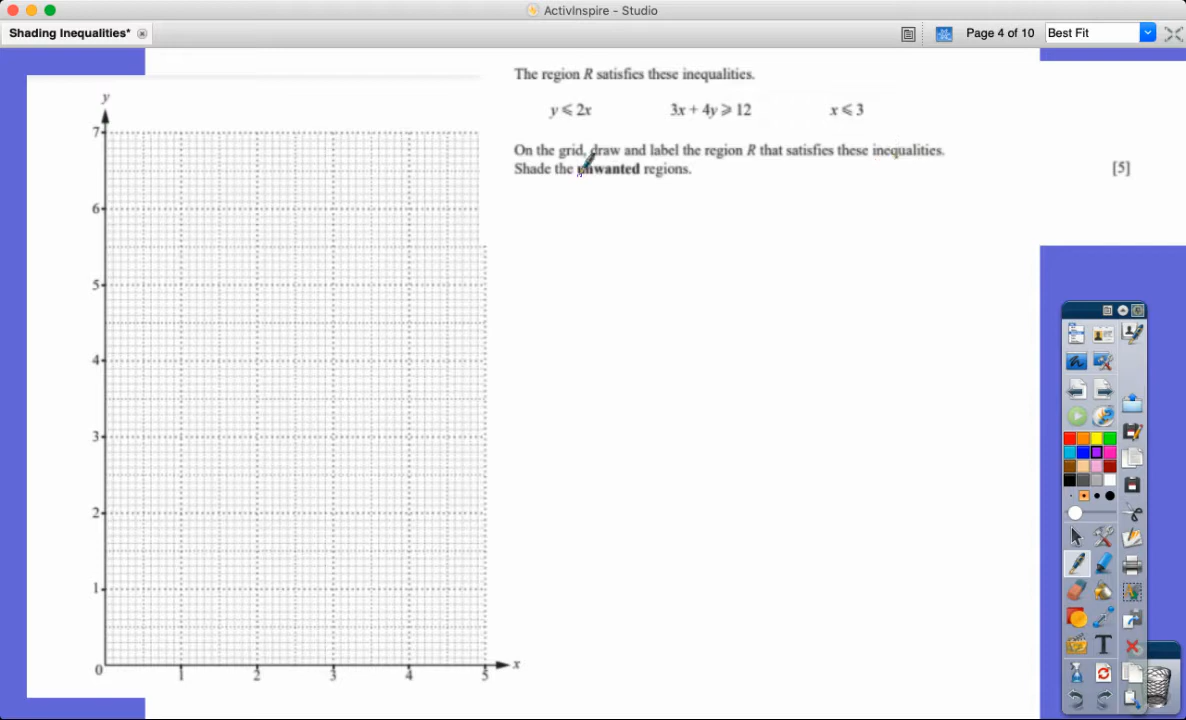 ActivInspire - Studio
Shading Inequalities*
Page 4 of 10
Best Fit
The region R satisfies these inequalities.
y ⩽ 2x 3x + 4y ⩾ 12 x ⩽ 3
On the grid, draw and label the region R that satisfies these inequalities.
Shade the unwanted regions. [5]
y
7
6
5
4
3
2
1
0
1 2 3 4 5 x
T